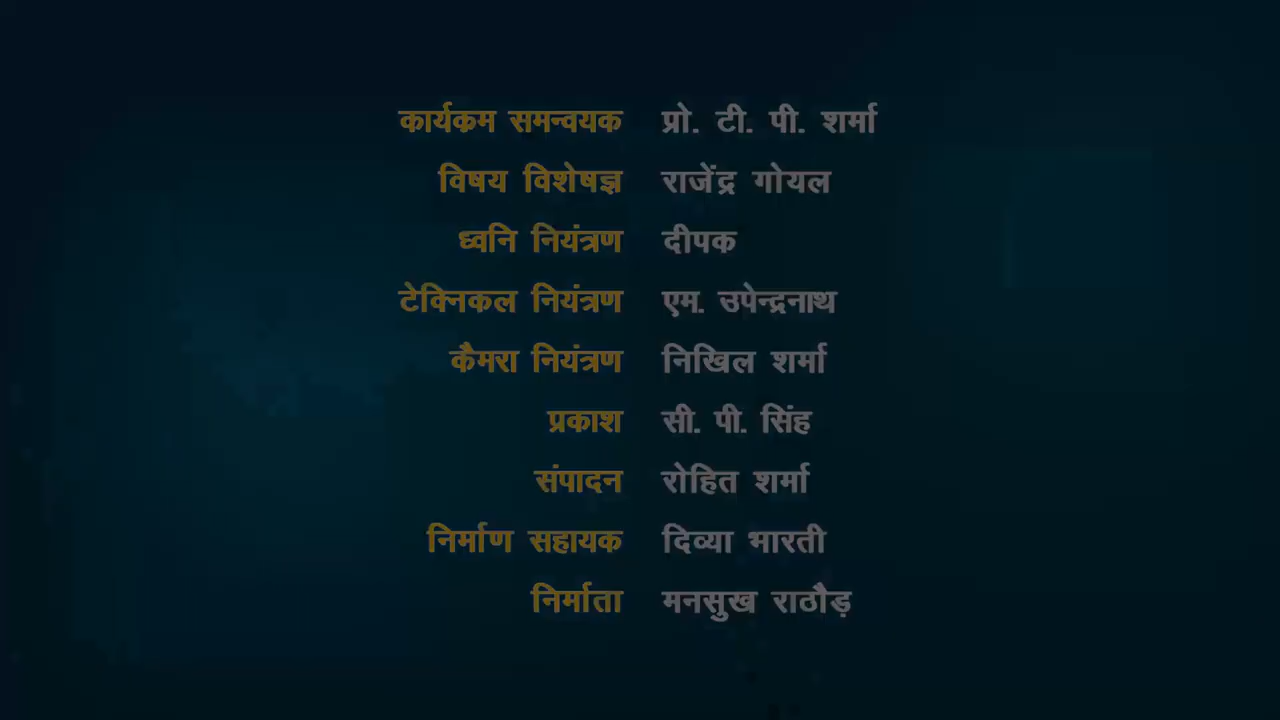 कार्यक्रम समन्वयक प्रो. टी. पी. शर्मा
विषय विशेषज्ञ राजेंद्र गोयल
ध्वनि नियंत्रण दीपक
टेक्निकल नियंत्रण एम. उपेन्द्रनाथ
कैमरा नियंत्रण निखिल शर्मा
प्रकाश सी. पी. सिंह
संपादन रोहित शर्मा
निर्माण सहायक दिव्या भारती
निर्माता मनसुख राठौड़